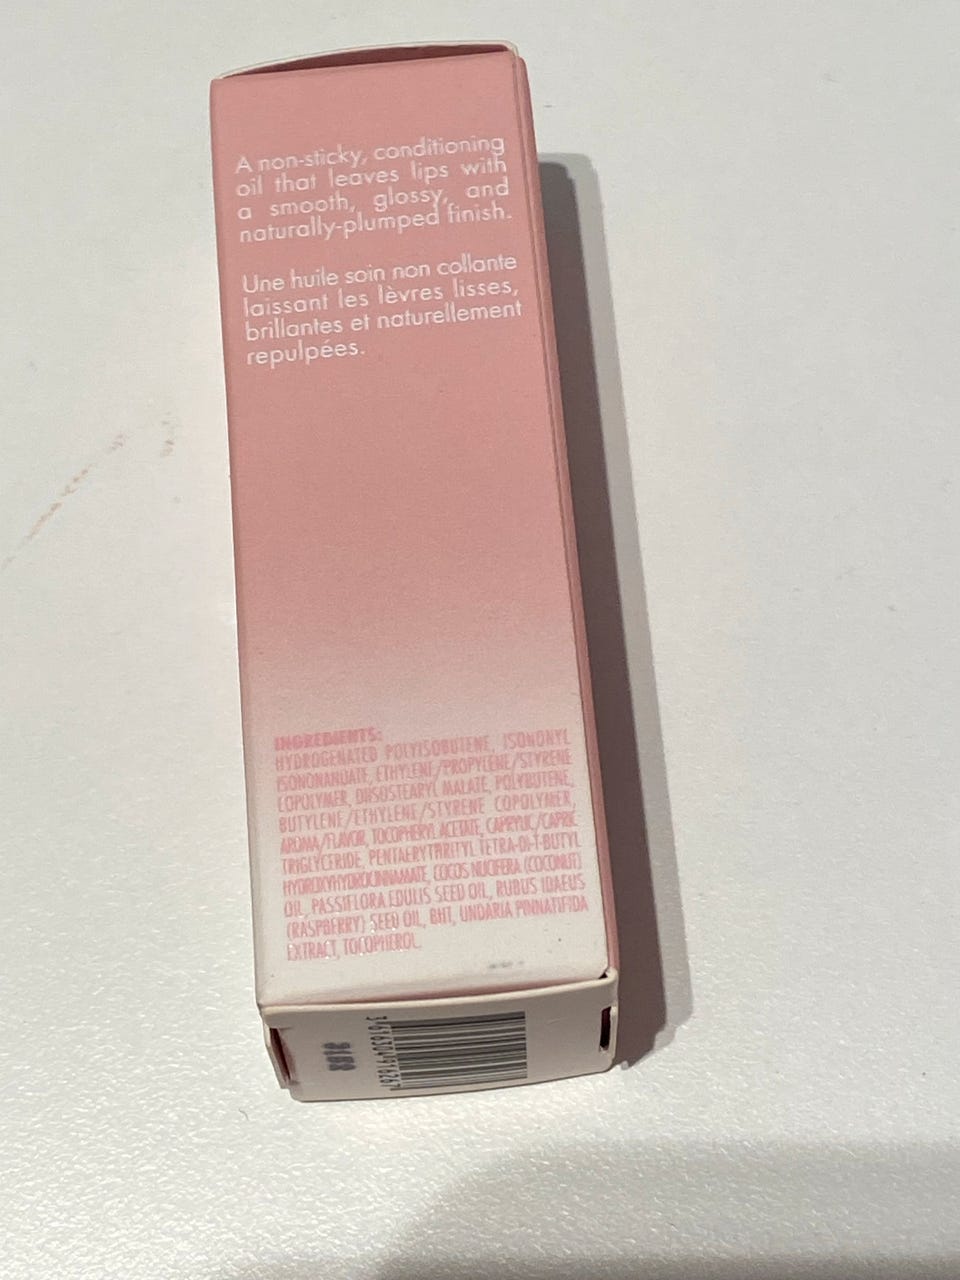 A non-sticky, conditioning
oil that leaves lips with
a smooth, glossy, and
naturally-plumped finish.
Une huile soin non collante
laissant les lèvres lisses,
brillantes et naturellement
repulpées.
INGREDIENTS:
HYDROGENATED POLYISOBUTENE, ISONONYL
ISONONANOATE, ETHYLENE/PROPYLENE/STYRENE
COPOLYMER, DIISOSTEARYL MALATE, POLYBUTENE,
BUTYLENE/ETHYLENE/STYRENE COPOLYMER,
AROMA/FLAVOR, TOCOPHERYL ACETATE, CAPRYLIC/CAPRIC
TRIGLYCERIDE, PENTAERYTHRITYL TETRA-DI-T-BUTYL
HYDROXYHYDROCINNAMATE, COCOS NUCIFERA (COCONUT)
OIL, PASSIFLORA EDULIS SEED OIL, RUBUS IDAEUS
(RASPBERRY) SEED OIL, BHT, UNDARIA PINNATIFIDA
EXTRACT, TOCOPHEROL.